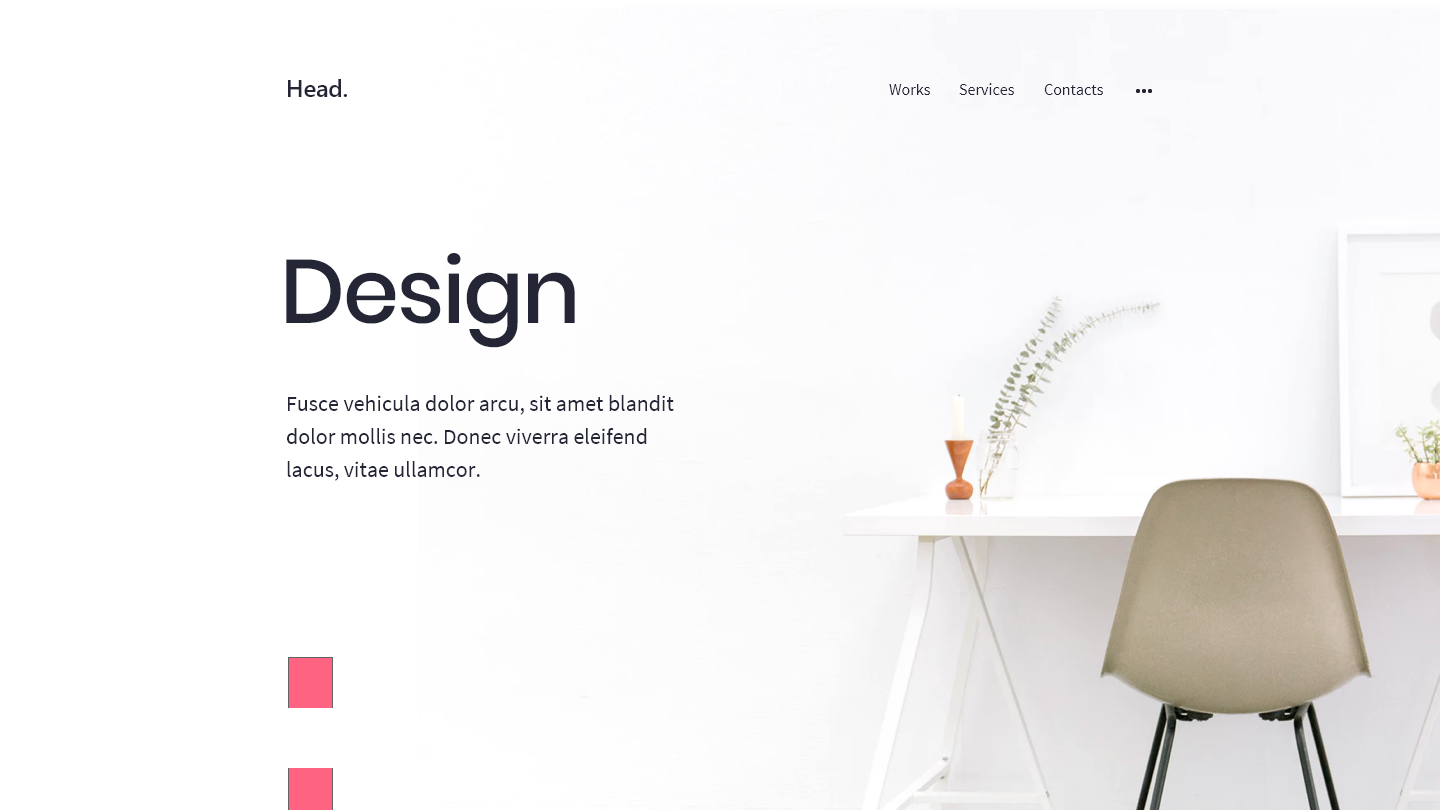 Head.
Works Services Contacts
Design
Fusce vehicula dolor arcu, sit amet blandit
dolor mollis nec. Donec viverra eleifend
lacus, vitae ullamcor.